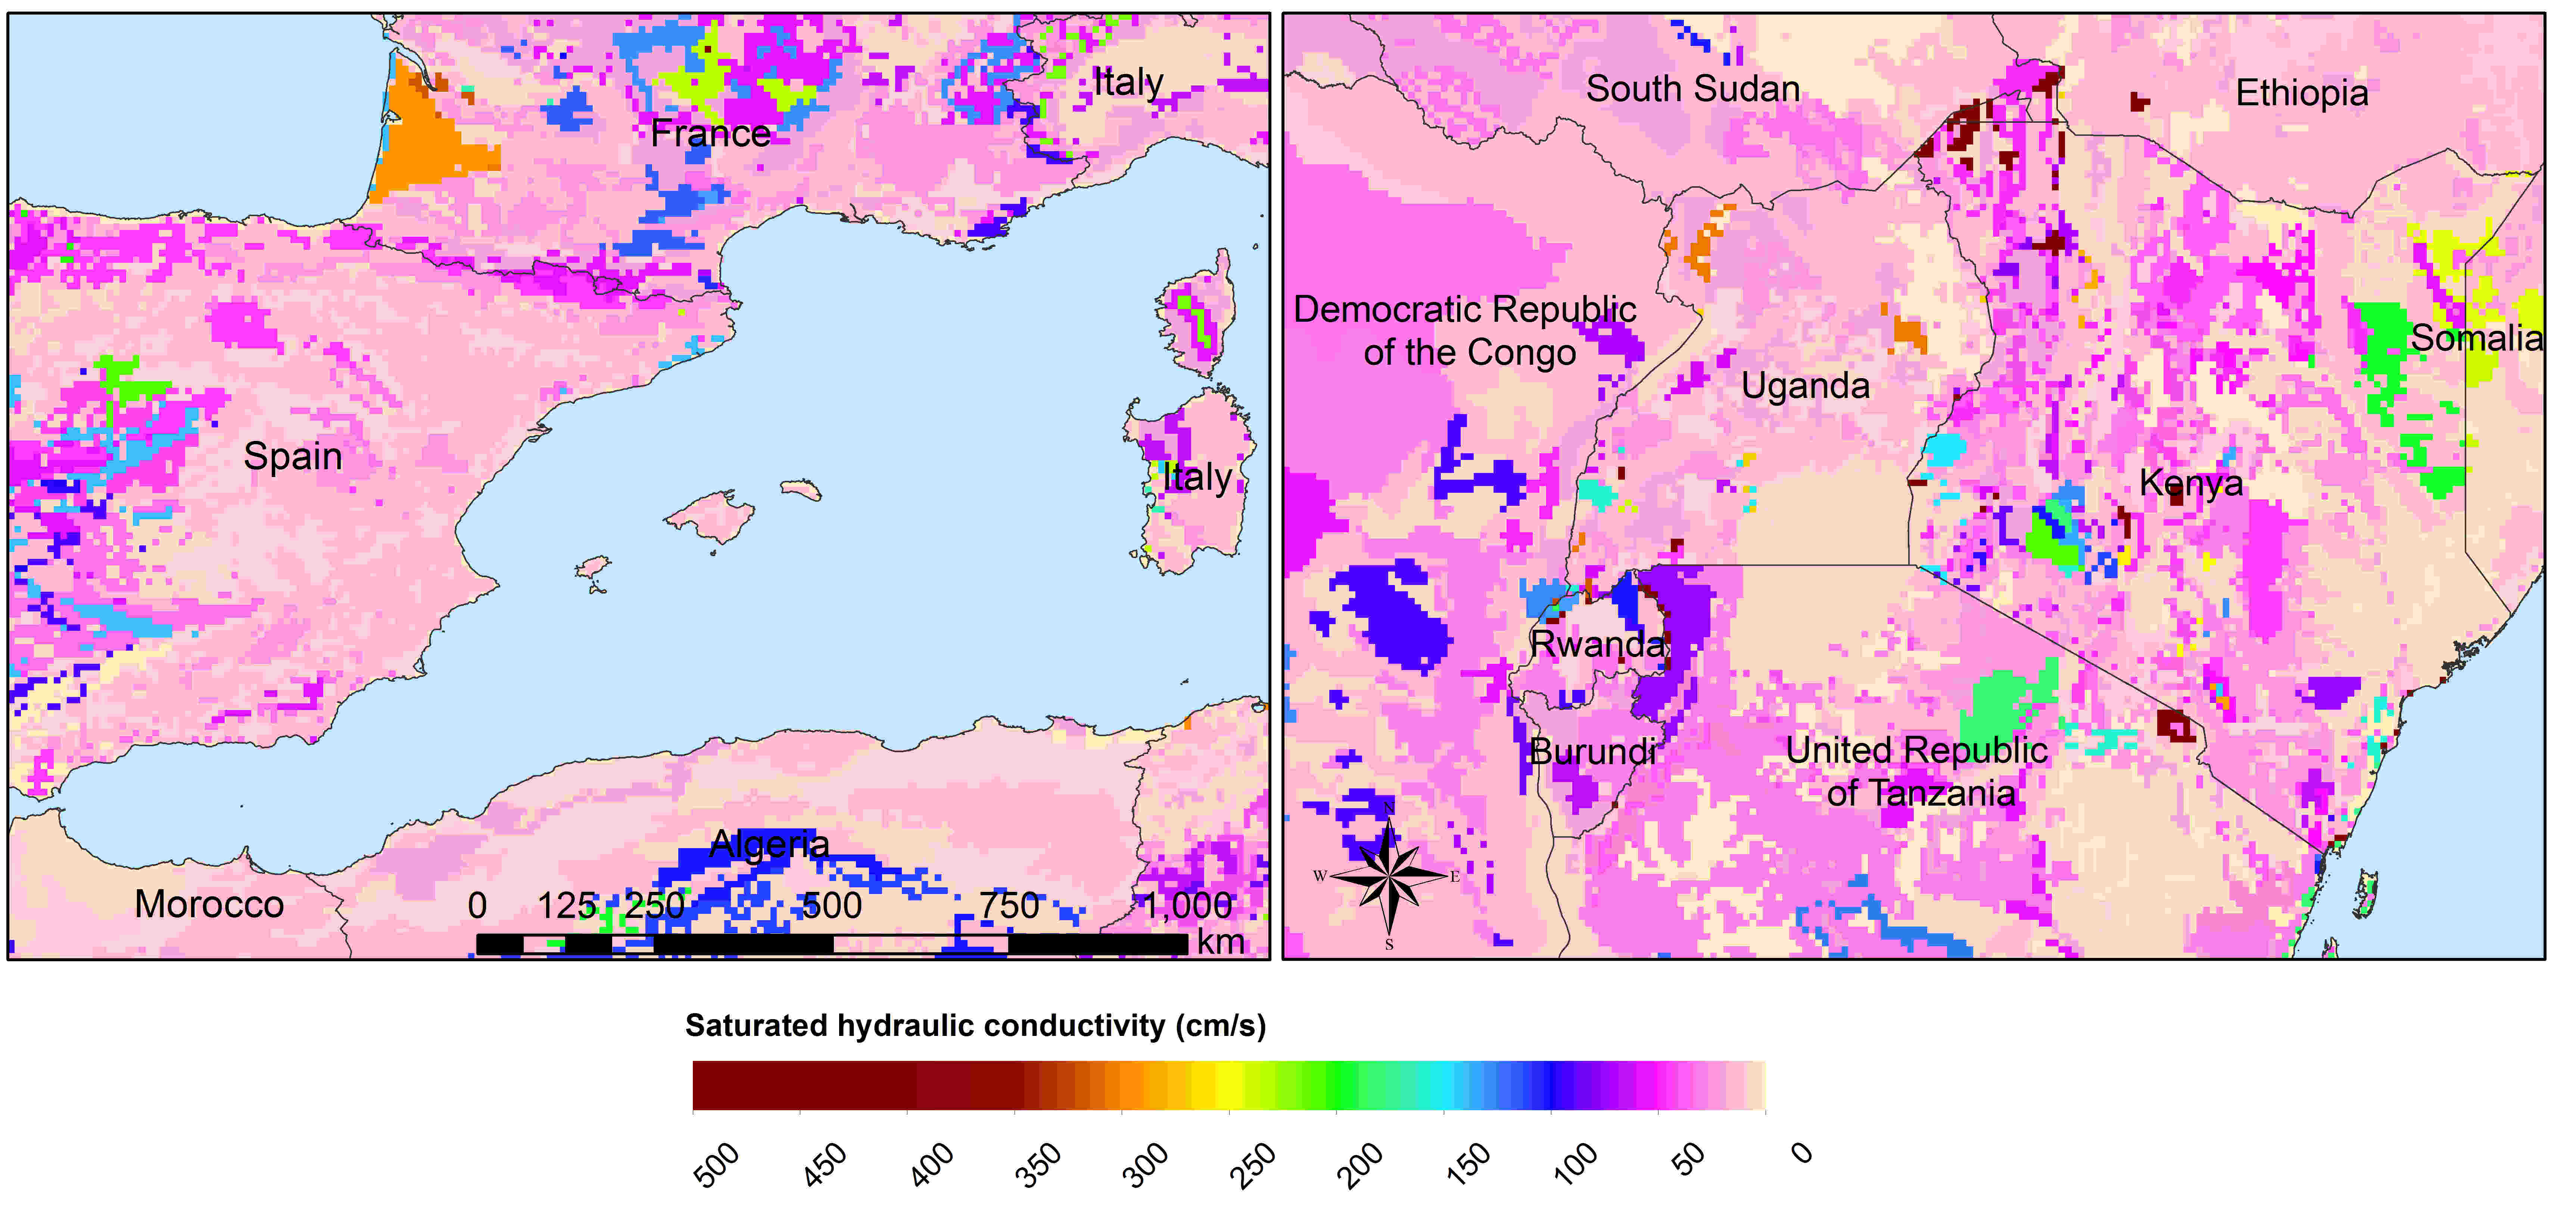 Italy
France
Spain
Italy
Algeria
Morocco
0 125 250 500 750 1,000
km
South Sudan
Ethiopia
Democratic Republic
of the Congo
Somalia
Uganda
Kenya
Rwanda
Burundi
United Republic
of Tanzania
N
W E
S
Saturated hydraulic conductivity (cm/s)
500 450 400 350 300 250 200 150 100 50 0